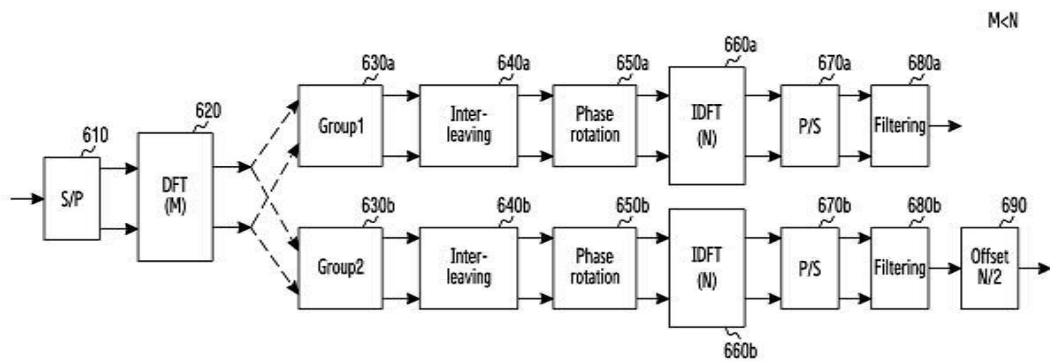 M<N
630a
640a
650a
660a
670a
680a
Group1
Inter-
leaving
Phase
rotation
IDFT
(N)
P/S
Filtering
610
620
S/P
DFT
(M)
630b
640b
650b
670b
680b
690
Group2
Inter-
leaving
Phase
rotation
IDFT
(N)
P/S
Filtering
Offset
N/2
660b